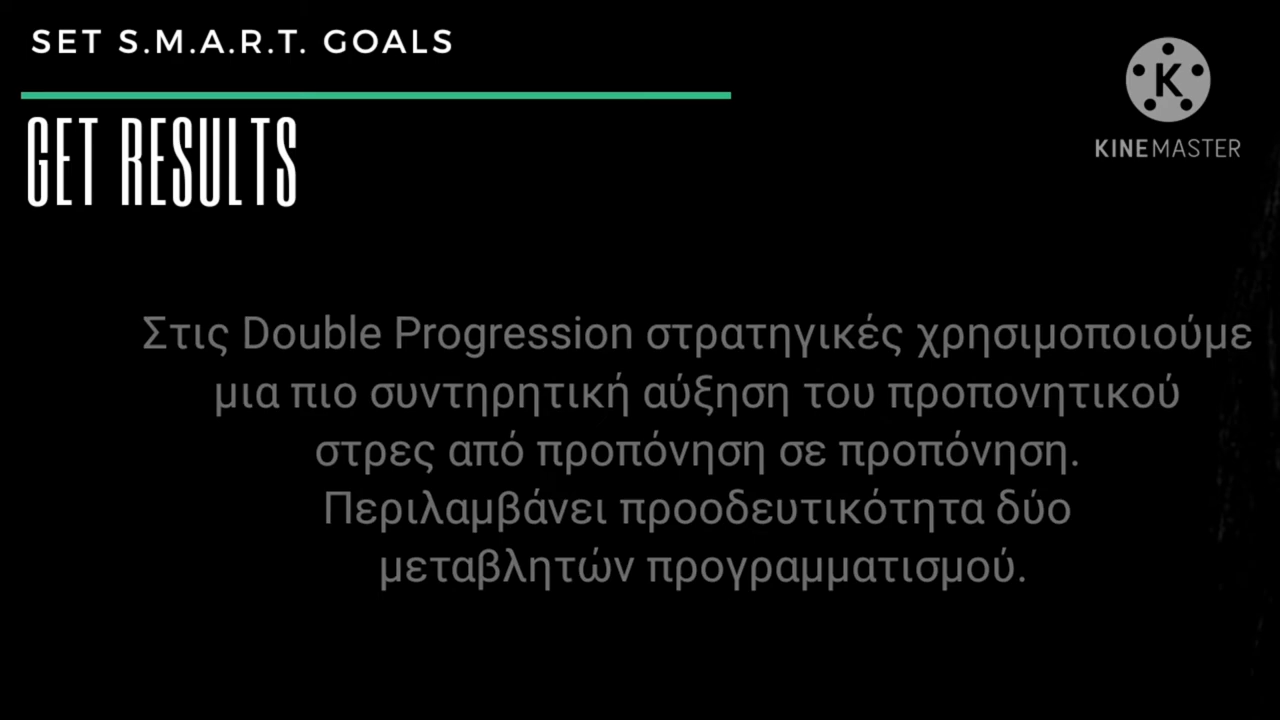 SET S.M.A.R.T. GOALS
GET RESULTS
K
KINEMASTER
Στις Double Progression στρατηγικές χρησιμοποιούμε
μια πιο συντηρητική αύξηση του προπονητικού
στρες από προπόνηση σε προπόνηση.
Περιλαμβάνει προοδευτικότητα δύο
μεταβλητών προγραμματισμού.